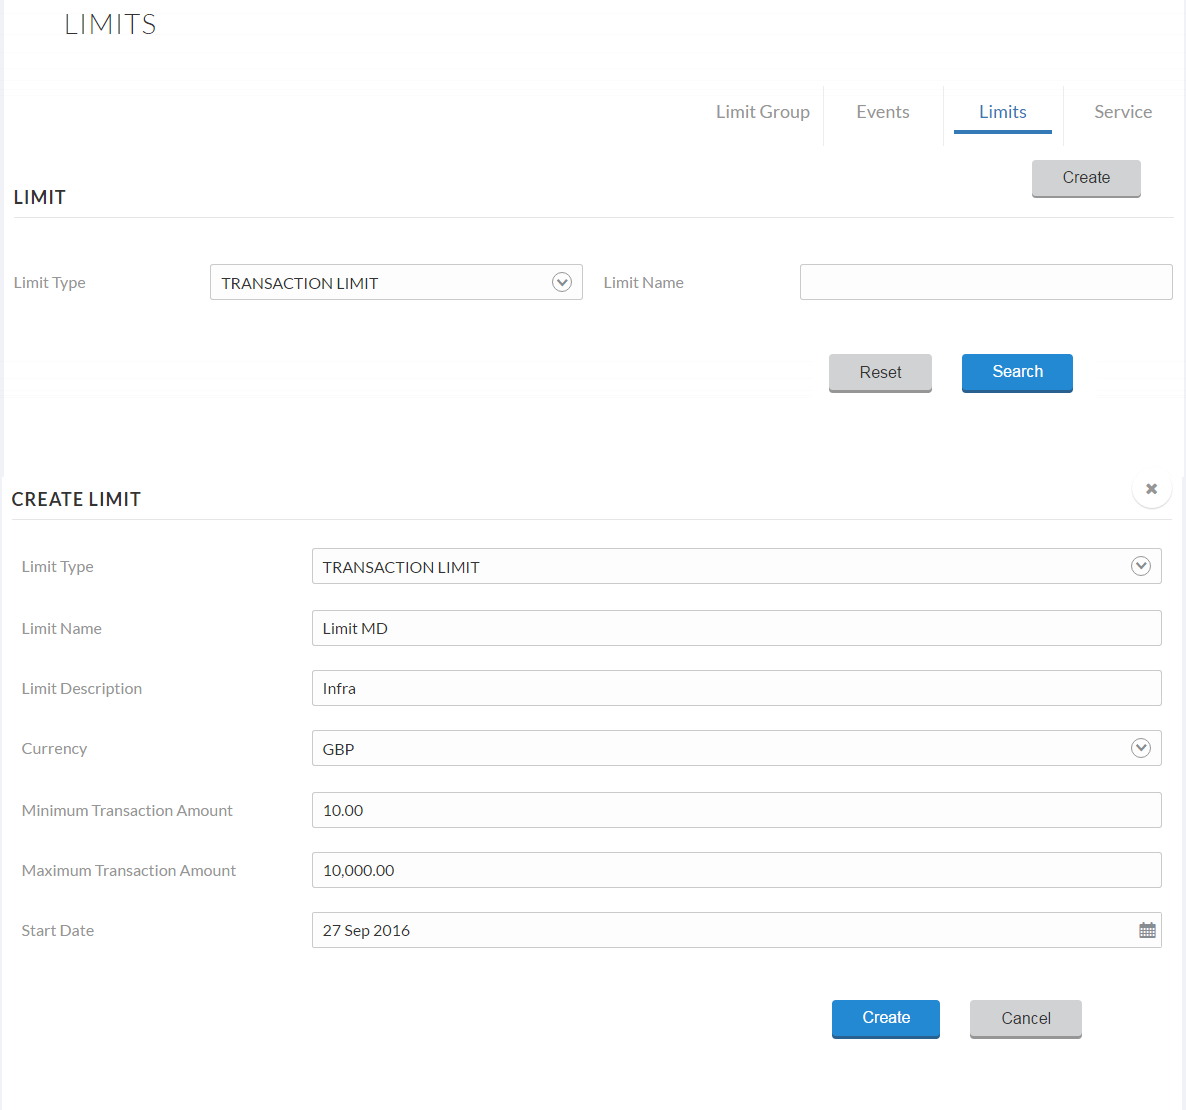 LIMITS
Limit Group Events Limits Service
Create
LIMIT
Limit Type TRANSACTION LIMIT Limit Name
Reset Search
CREATE LIMIT
Limit Type TRANSACTION LIMIT
Limit Name Limit MD
Limit Description Infra
Currency GBP
Minimum Transaction Amount 10.00
Maximum Transaction Amount 10,000.00
Start Date 27 Sep 2016
Create Cancel